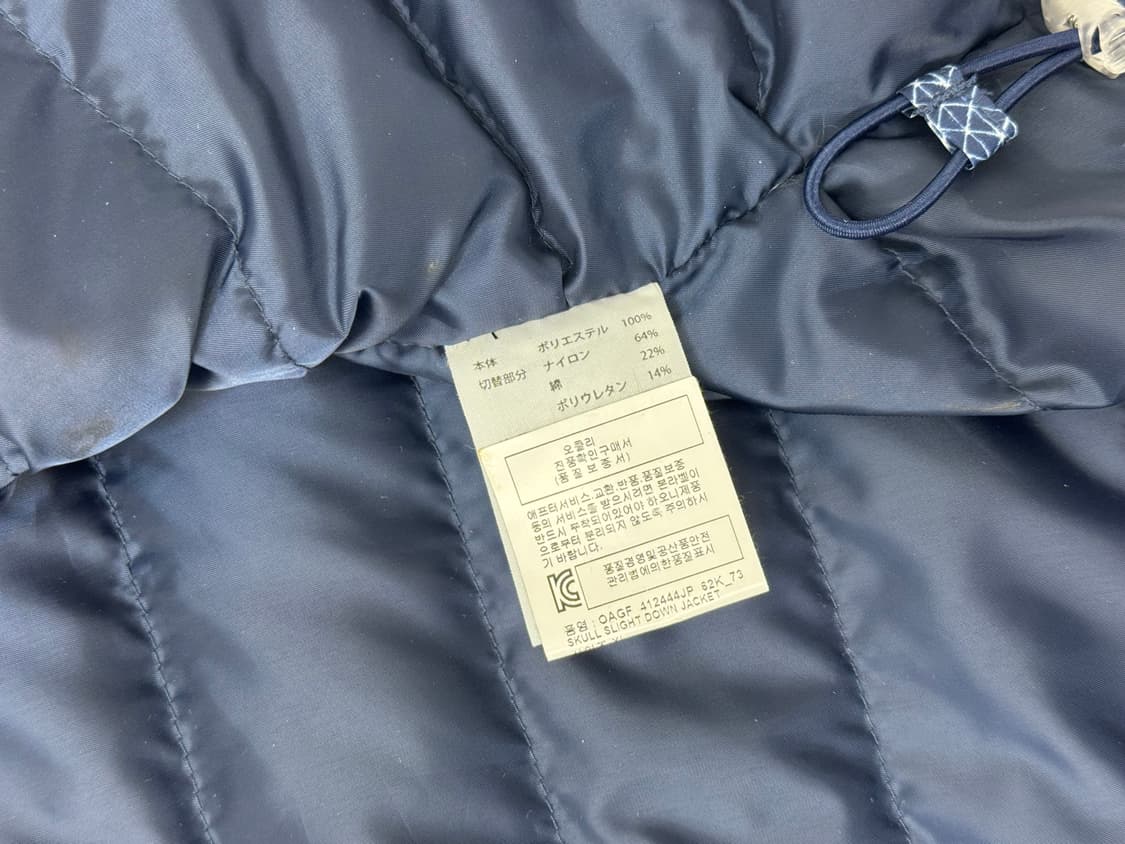 本体 ポリエステル 100%
切替部分 ナイロン 64%
綿 22%
ポリウレタン 14%
오클리
진품확인구매서
(품 질 보 증 서)
애프터서비스.교환.반품.품질보증
등의 서비스를 받으시려면 본라벨이
반드시 부착되어있어야 하오니제품
으로부터 분리되지 않도록 주의하시
기 바랍니다.
품질경영및공산품안전
관리법에의한품질표시
품명 : OAGF 412444JP 82K_73
SKULL SLIGHT DOWN JACKET